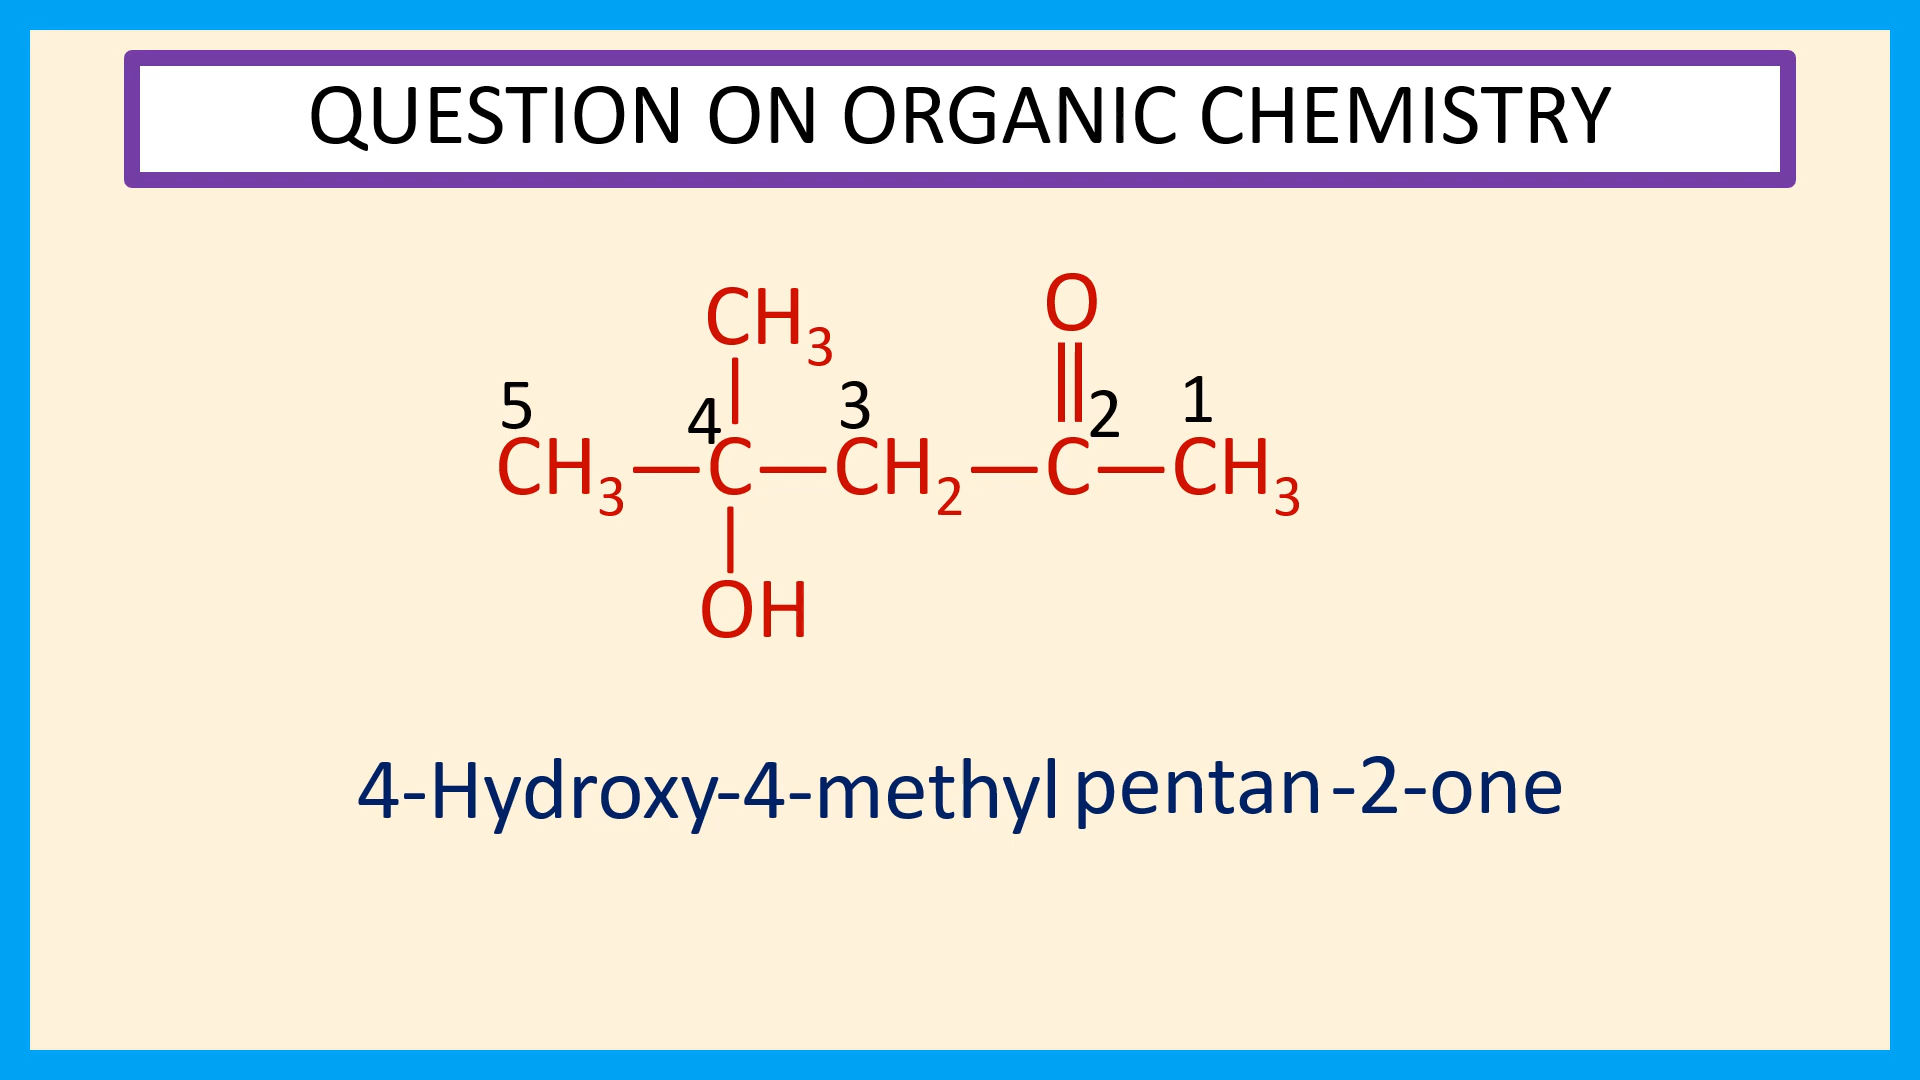 QUESTION ON ORGANIC CHEMISTRY
CH₃ O
5 4 3 2 1
CH₃—C—CH₂—C—CH₃
OH
4-Hydroxy-4-methyl pentan-2-one